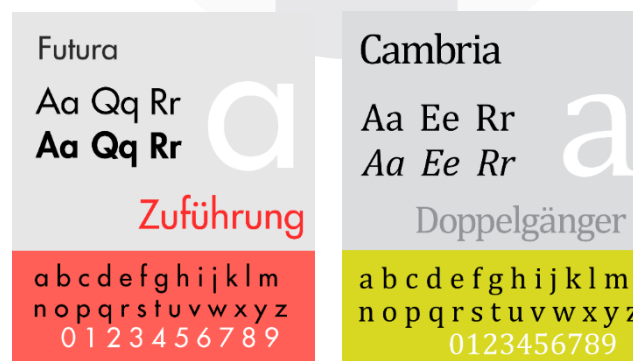 Futura
Aa Qq Rr
a
Aa Qq Rr
Zuführung
a b c d e f g h i j k l m
n o p q r s t u v w x y z
0 1 2 3 4 5 6 7 8 9
Cambria
Aa Ee Rr
a
Aa Ee Rr
Doppelgänger
a b c d e f g h i j k l m
n o p q r s t u v w x y z
0123456789